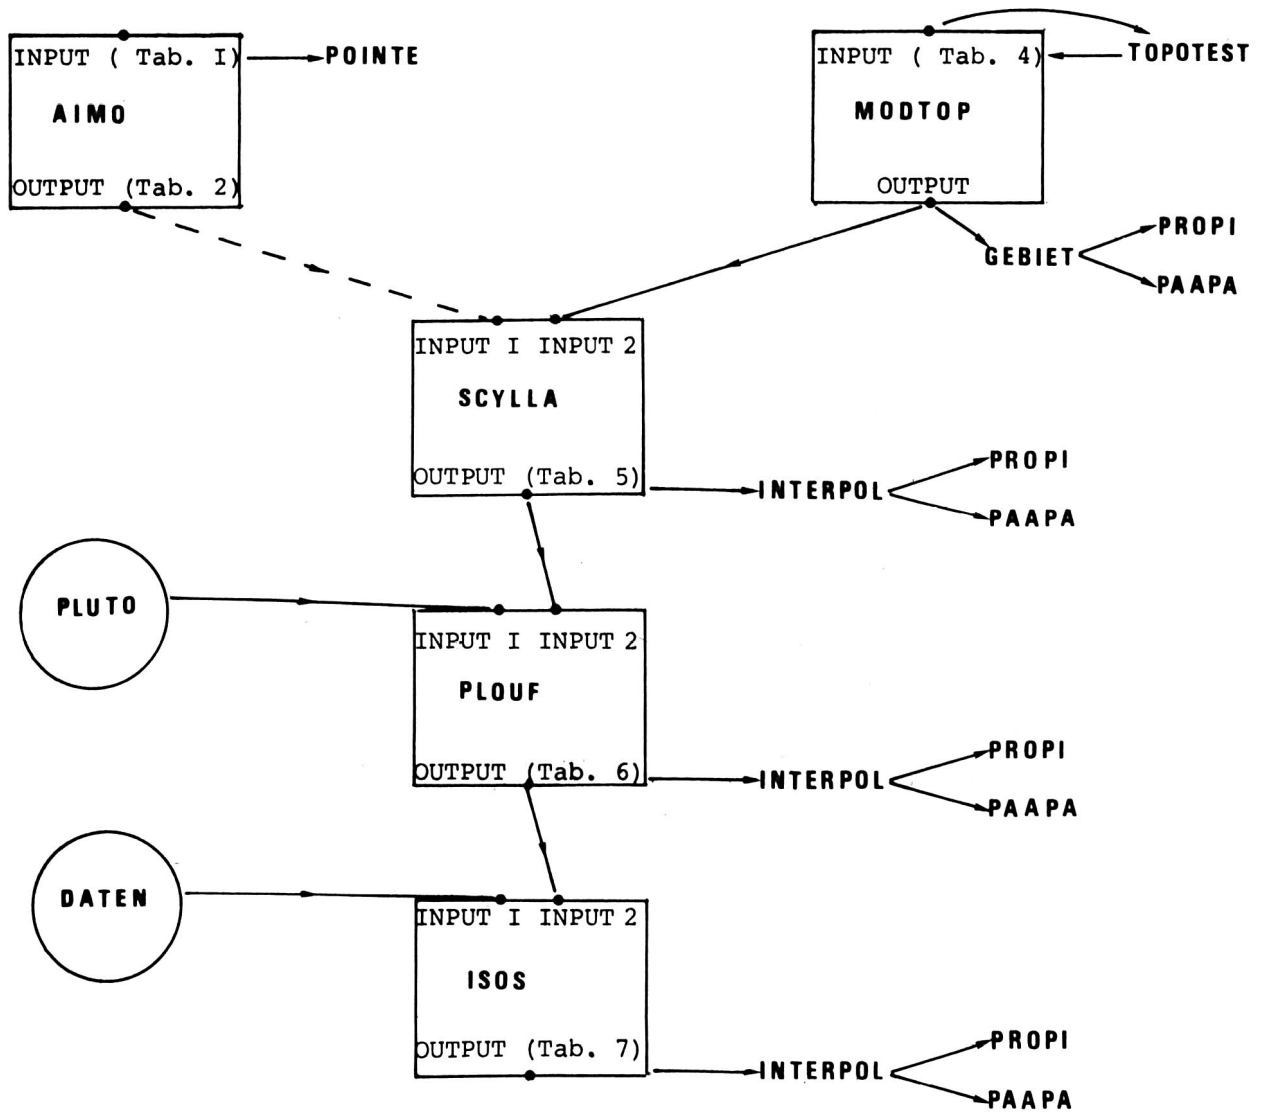 INPUT ( Tab. I)
POINTE
AIMO
OUTPUT (Tab. 2)
INPUT ( Tab. 4)
TOPOTEST
MODTOP
OUTPUT
GEBIET
PROPI
PAAPA
INPUT I INPUT 2
SCYLLA
OUTPUT (Tab. 5)
INTERPOL
PROPI
PAAPA
PLUTO
INPUT I INPUT 2
PLOUF
OUTPUT (Tab. 6)
INTERPOL
PROPI
PAAPA
DATEN
INPUT I INPUT 2
ISOS
OUTPUT (Tab. 7)
INTERPOL
PROPI
PAAPA